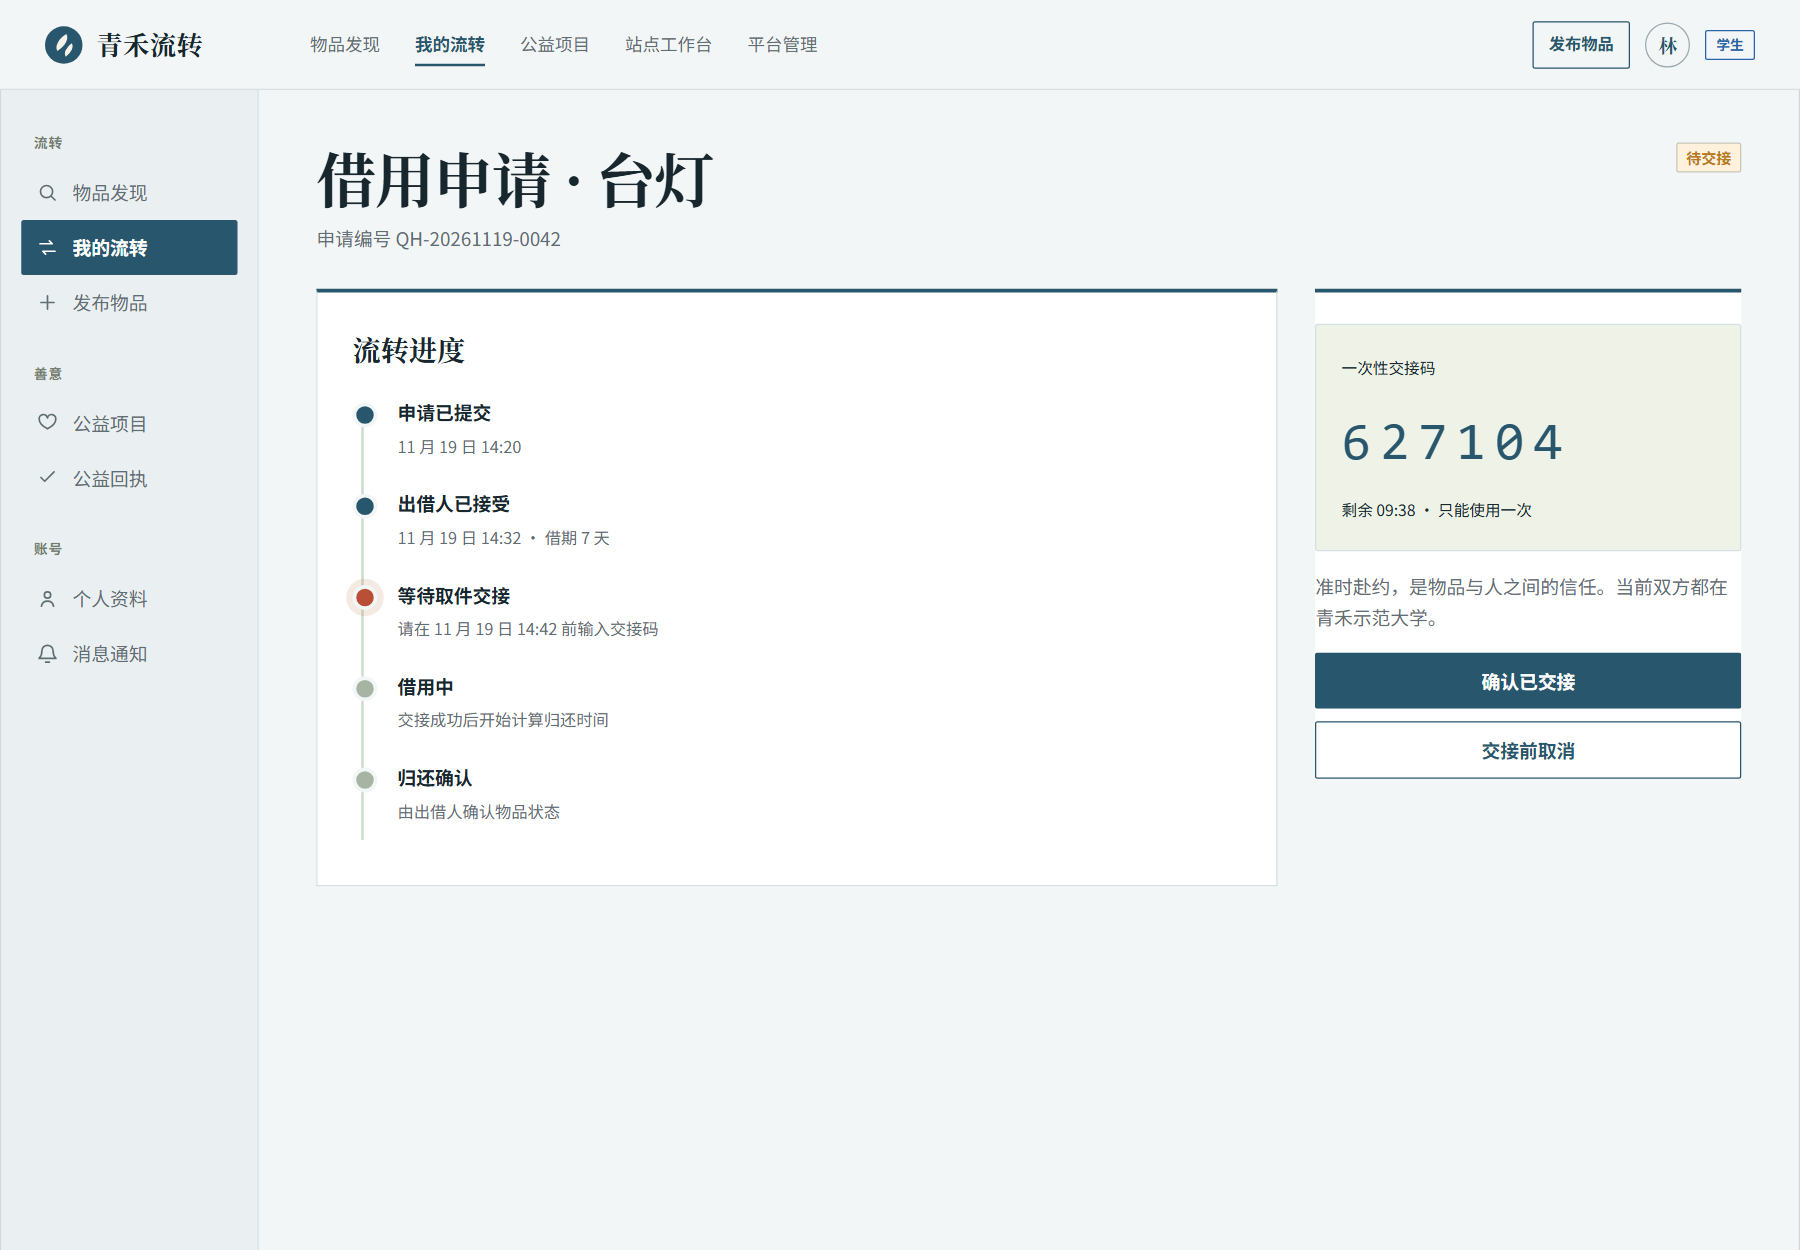 青禾流转
物品发现
我的流转
公益项目
站点工作台
平台管理
发布物品
林
学生
流转
物品发现
我的流转
发布物品
善意
公益项目
公益回执
账号
个人资料
消息通知
借用申请 · 台灯
待交接
申请编号 QH-20261119-0042
流转进度
申请已提交
11 月 19 日 14:20
出借人已接受
11 月 19 日 14:32 · 借期 7 天
等待取件交接
请在 11 月 19 日 14:42 前输入交接码
借用中
交接成功后开始计算归还时间
归还确认
由出借人确认物品状态
一次性交接码
627104
剩余 09:38 · 只能使用一次
准时赴约，是物品与人之间的信任。当前双方都在
青禾示范大学。
确认已交接
交接前取消